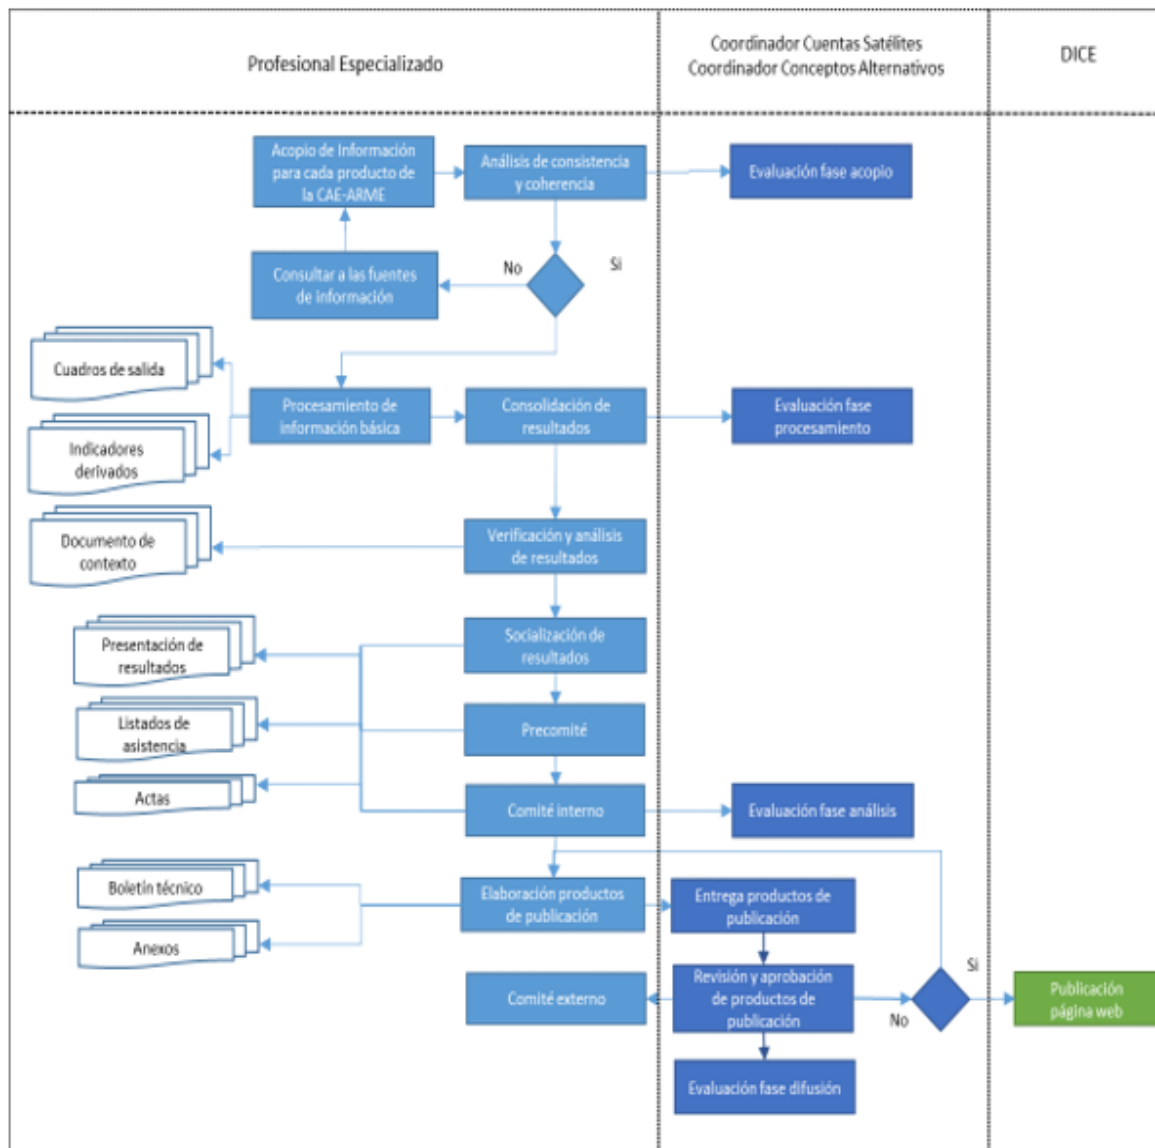 Profesional Especializado
Coordinador Cuentas Satélites
Coordinador Conceptos Alternativos
DICE
Acopio de Información
para cada producto de
la CAE-ARME
Análisis de consistencia
y coherencia
Evaluación fase acopio
Consultar a las fuentes
de información
No
Si
Cuadros de salida
Procesamiento de
información básica
Consolidación de
resultados
Evaluación fase
procesamiento
Indicadores
derivados
Documento de
contexto
Verificación y análisis
de resultados
Presentación de
resultados
Socialización de
resultados
Listados de
asistencia
Precomité
Actas
Comité interno
Evaluación fase análisis
Boletín técnico
Elaboración productos
de publicación
Entrega productos de
publicación
Anexos
Comité externo
Revisión y aprobación
de productos de
publicación
No
Si
Publicación
página web
Evaluación fase difusión